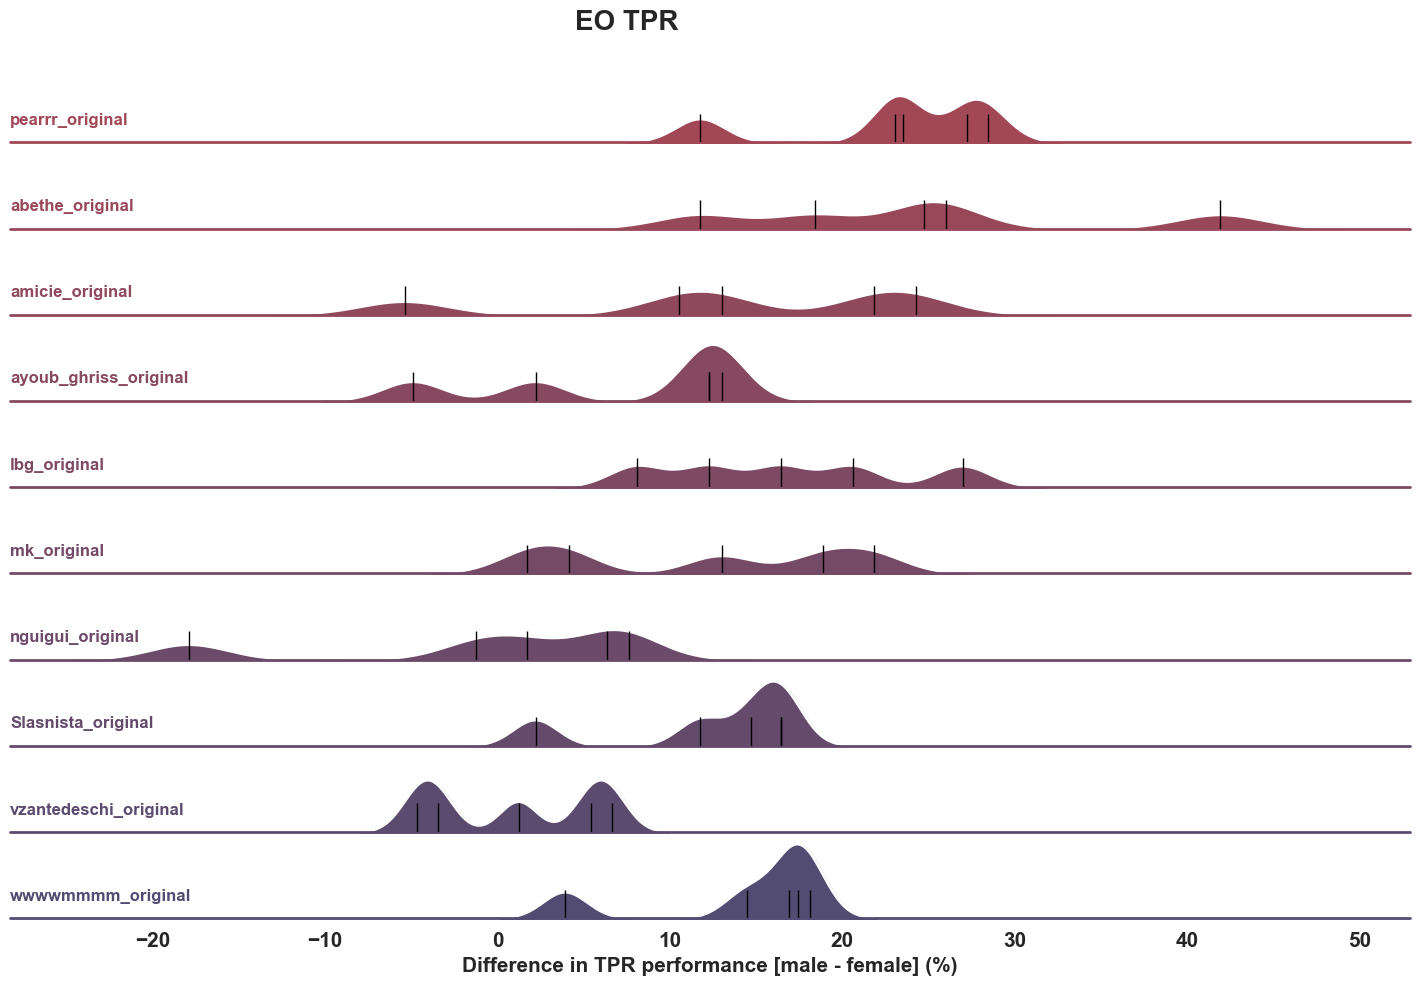 EO TPR
pearrr_original
abethe_original
amicie_original
ayoub_ghriss_original
lbg_original
mk_original
nguigui_original
Slasnista_original
vzantedeschi_original
wwwwmmmm_original
−20 −10 0 10 20 30 40 50
Difference in TPR performance [male - female] (%)